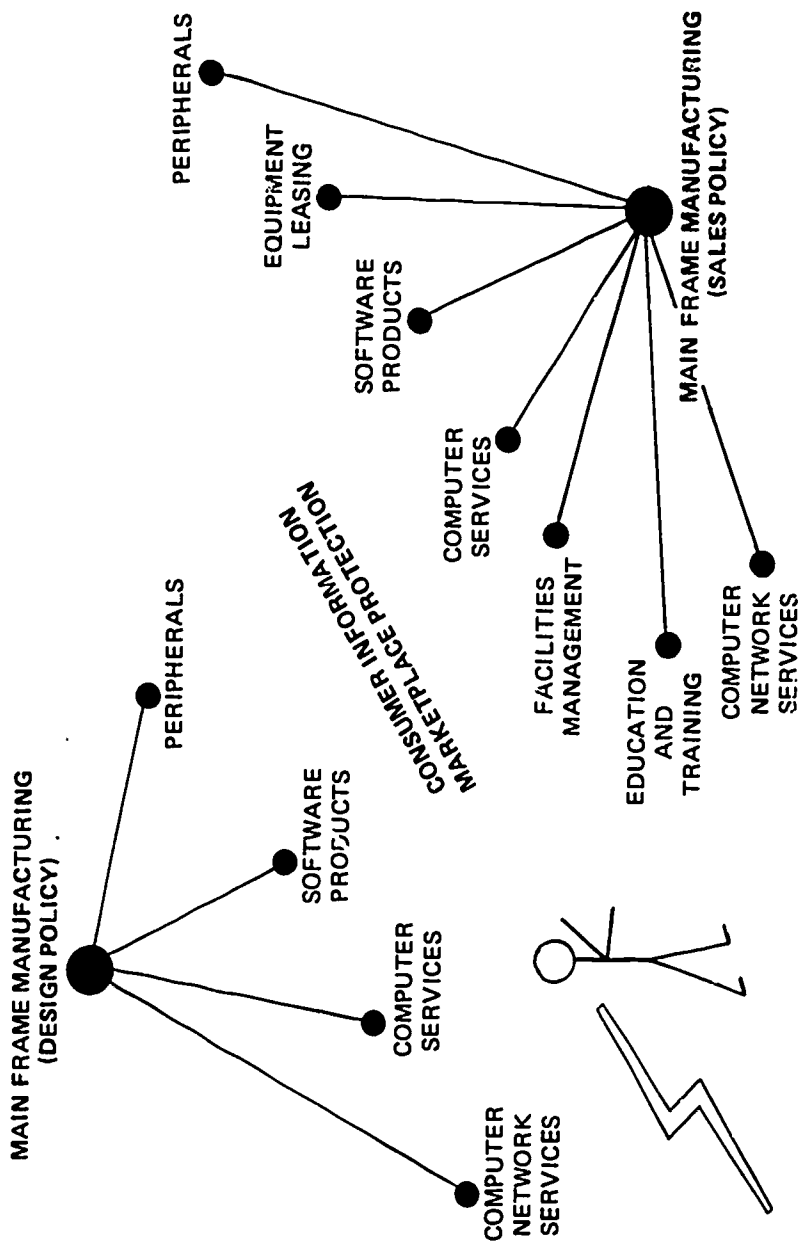 MAIN FRAME MANUFACTURING
(DESIGN POLICY)
PERIPHERALS
SOFTWARE
PRODUCTS
COMPUTER
SERVICES
COMPUTER
NETWORK
SERVICES
CONSUMER INFORMATION
MARKETPLACE PROTECTION
PERIPHERALS
EQUIPMENT
LEASING
SOFTWARE
PRODUCTS
COMPUTER
SERVICES
FACILITIES
MANAGEMENT
EDUCATION
AND
TRAINING
COMPUTER
NETWORK
SERVICES
MAIN FRAME MANUFACTURING
(SALES POLICY)